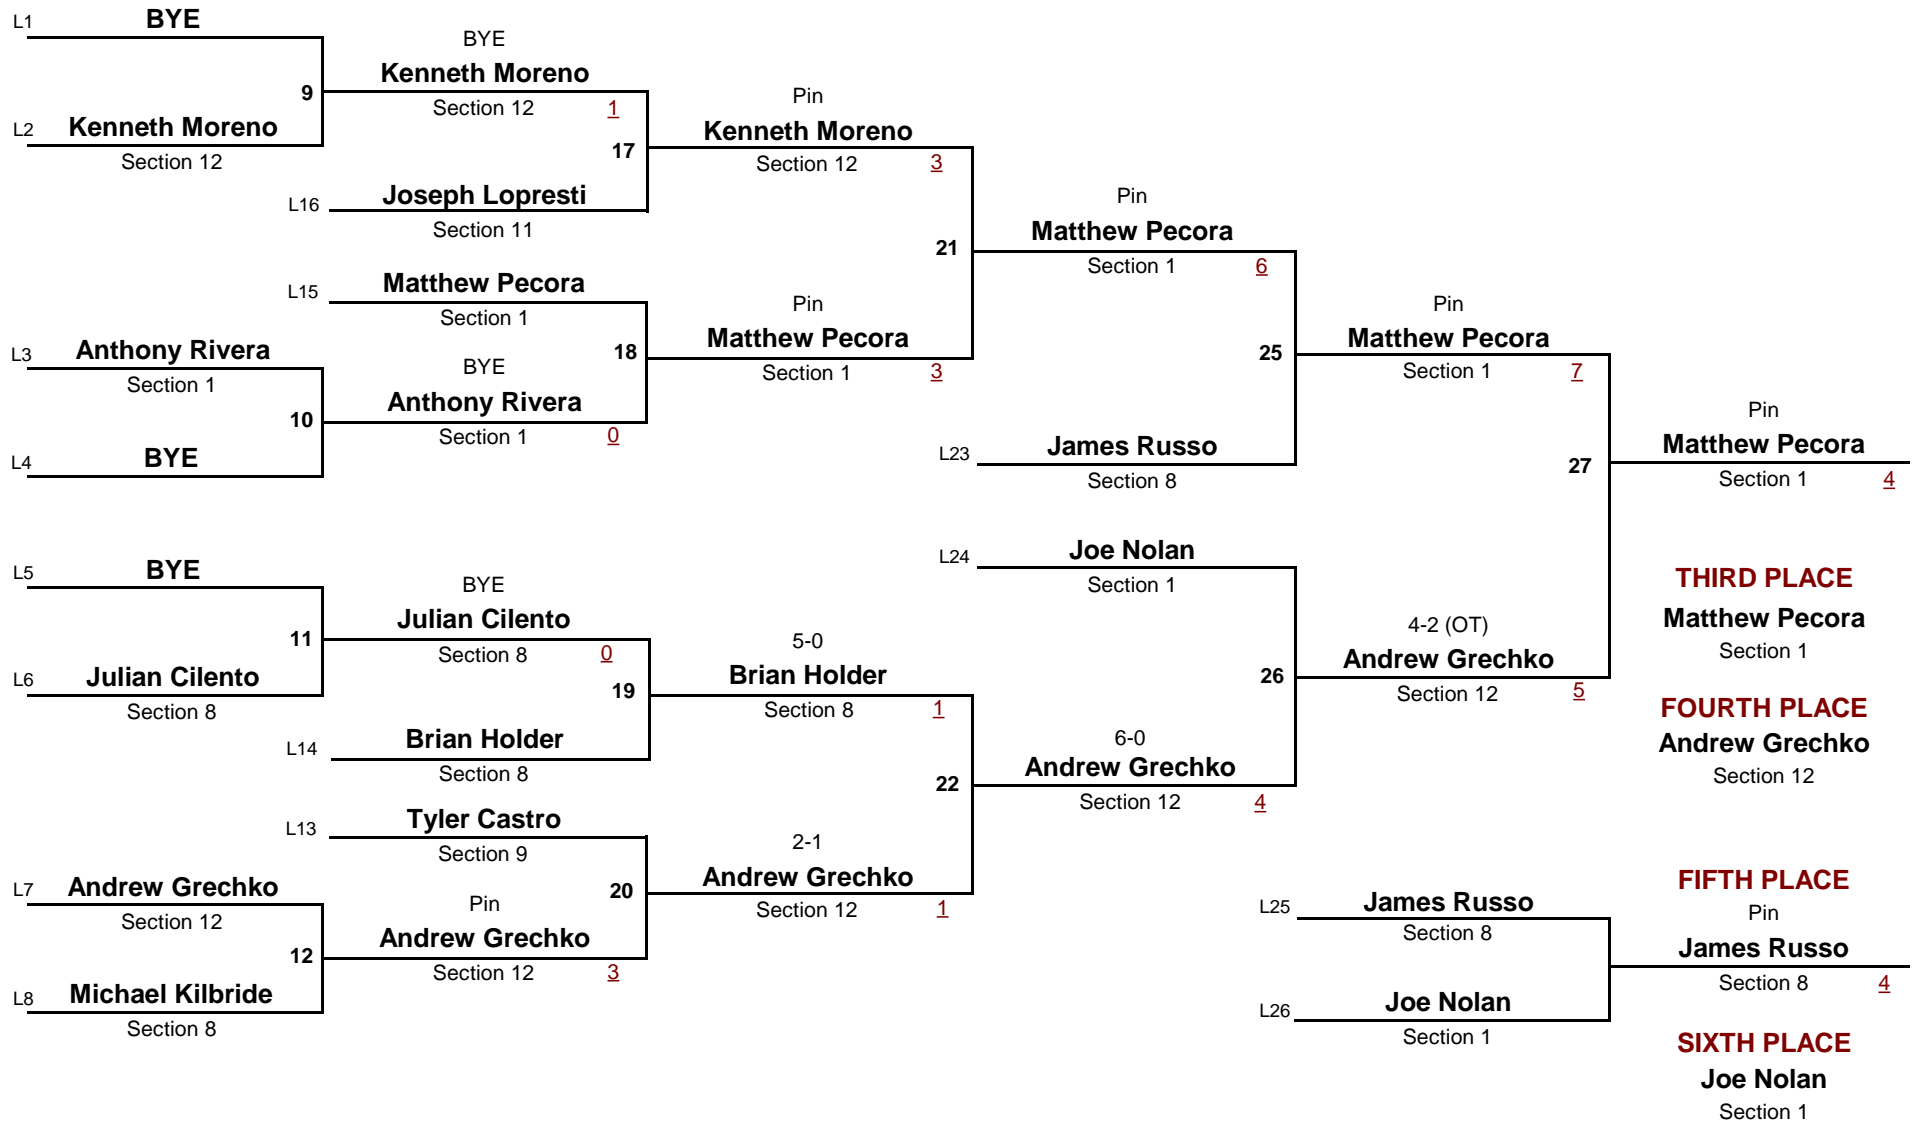 L1 BYE
BYE
Kenneth Moreno
9
Section 12 1
L2 Kenneth Moreno
Section 12
Pin
Kenneth Moreno
17
Section 12 3
L16 Joseph Lopresti
Section 11
Pin
Matthew Pecora
21
Section 1 6
L15 Matthew Pecora
Section 1
Pin
Matthew Pecora
18
Section 1 3
L3 Anthony Rivera
Section 1
BYE
Anthony Rivera
10
Section 1 0
L4 BYE
Pin
Matthew Pecora
25
Section 1 7
L23 James Russo
Section 8
Pin
Matthew Pecora
27
Section 1 4
L24 Joe Nolan
Section 1
L5 BYE
BYE
Julian Cilento
11
Section 8 0
L6 Julian Cilento
Section 8
5-0
Brian Holder
19
Section 8 1
L14 Brian Holder
Section 8
4-2 (OT)
Andrew Grechko
26
Section 12 5
6-0
Andrew Grechko
22
Section 12 4
L13 Tyler Castro
Section 9
2-1
Andrew Grechko
20
Section 12 1
L7 Andrew Grechko
Section 12
Pin
Andrew Grechko
12
Section 12 3
L8 Michael Kilbride
Section 8
THIRD PLACE
Matthew Pecora
Section 1
FOURTH PLACE
Andrew Grechko
Section 12
L25 James Russo
Section 8
FIFTH PLACE
Pin
James Russo
Section 8 4
L26 Joe Nolan
Section 1
SIXTH PLACE
Joe Nolan
Section 1